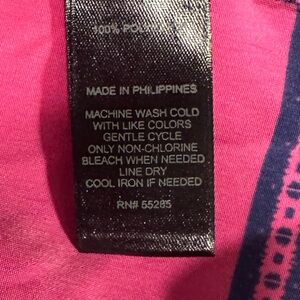 100% POLY
MADE IN PHILIPPINES
MACHINE WASH COLD
WITH LIKE COLORS
GENTLE CYCLE
ONLY NON-CHLORINE
BLEACH WHEN NEEDED
LINE DRY
COOL IRON IF NEEDED
RN# 55285